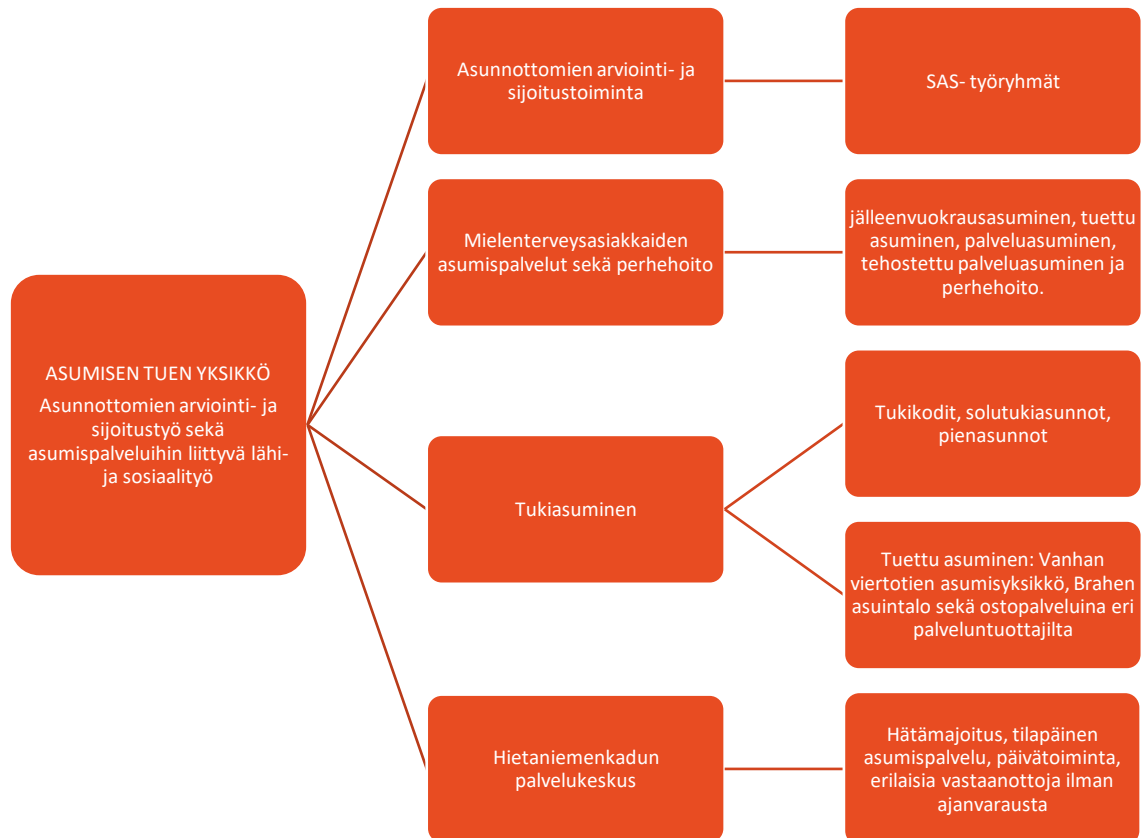 ASUMISEN TUEN YKSIKKÖ
Asunnottomien arviointi- ja
sijoitustyö sekä
asumispalveluihin liittyvä lähi-
ja sosiaalityö
Asunnottomien arviointi- ja
sijoitustoiminta
SAS- työryhmät
Mielenterveysasiakkaiden
asumispalvelut sekä perhehoito
jälleenvuokrausasuminen, tuettu
asuminen, palveluasuminen,
tehostettu palveluasuminen ja
perhehoito.
Tukiasuminen
Tukikodit, solutukiasunnot,
pienasunnot
Tuettu asuminen: Vanhan
viertotien asumisyksikkö, Brahen
asuintalo sekä ostopalveluina eri
palveluntuottajilta
Hietaniemenkadun
palvelukeskus
Hätämajoitus, tilapäinen
asumispalvelu, päivätoiminta,
erilaisia vastaanottoja ilman
ajanvarausta